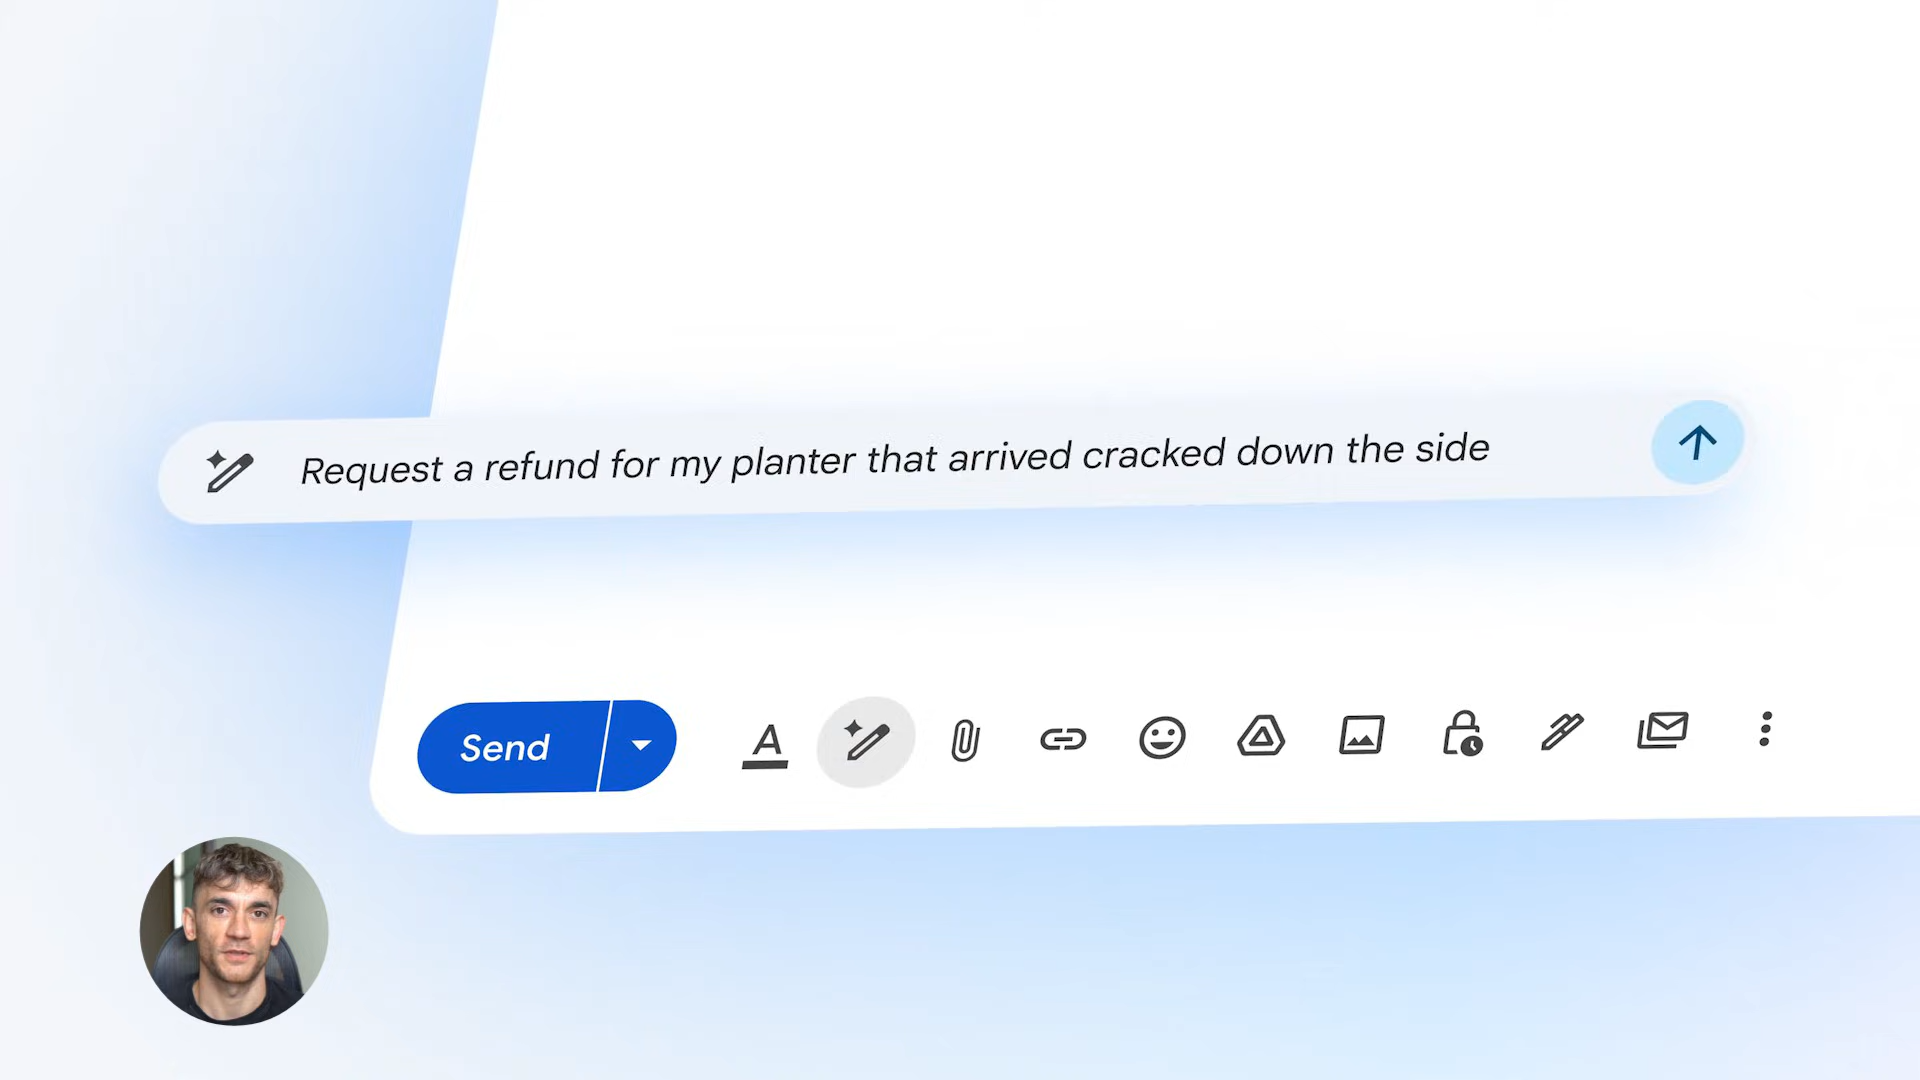 Request a refund for my planter that arrived cracked down the side
Send